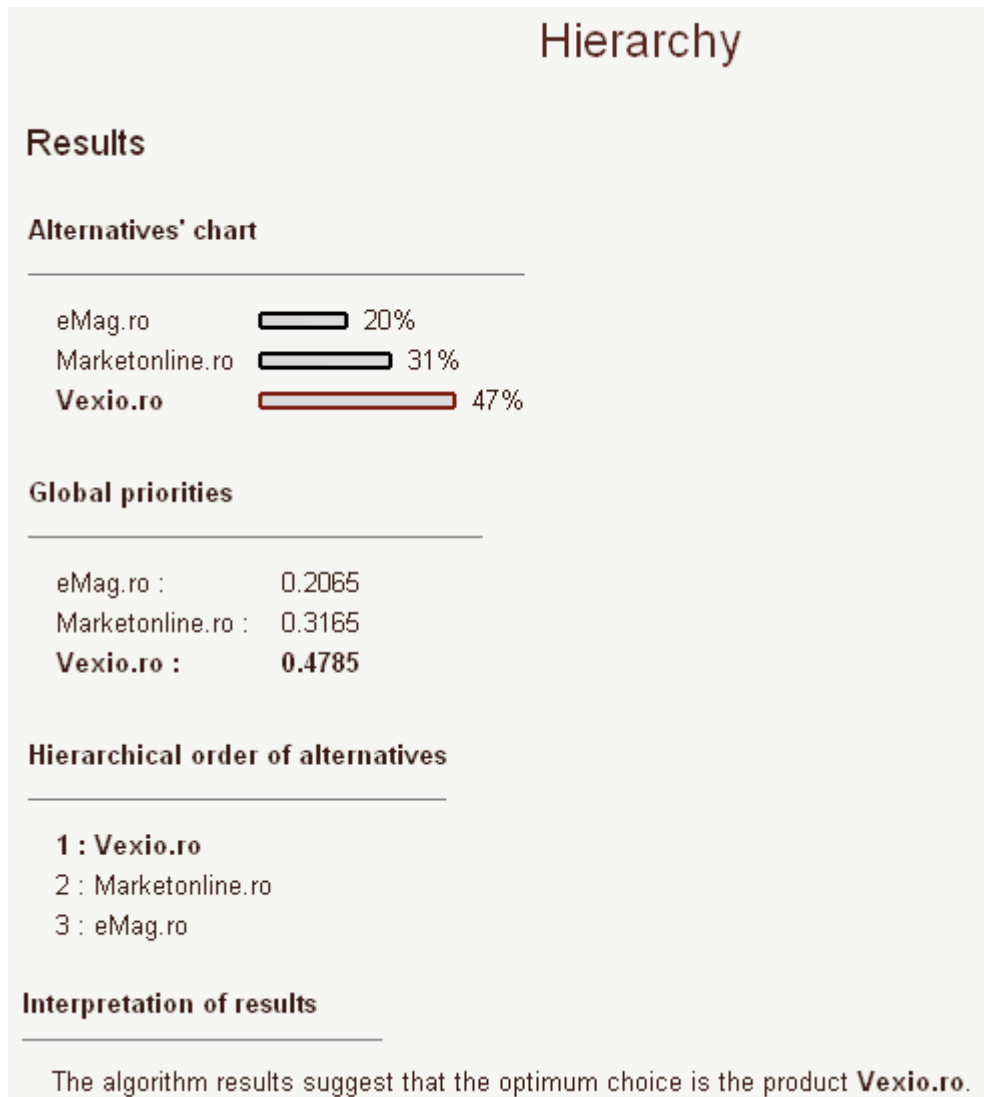 Hierarchy
Results
Alternatives' chart
eMag.ro 20%
Marketonline.ro 31%
Vexio.ro 47%
Global priorities
eMag.ro : 0.2065
Marketonline.ro : 0.3165
Vexio.ro : 0.4785
Hierarchical order of alternatives
1 : Vexio.ro
2 : Marketonline.ro
3 : eMag.ro
Interpretation of results
The algorithm results suggest that the optimum choice is the product Vexio.ro.